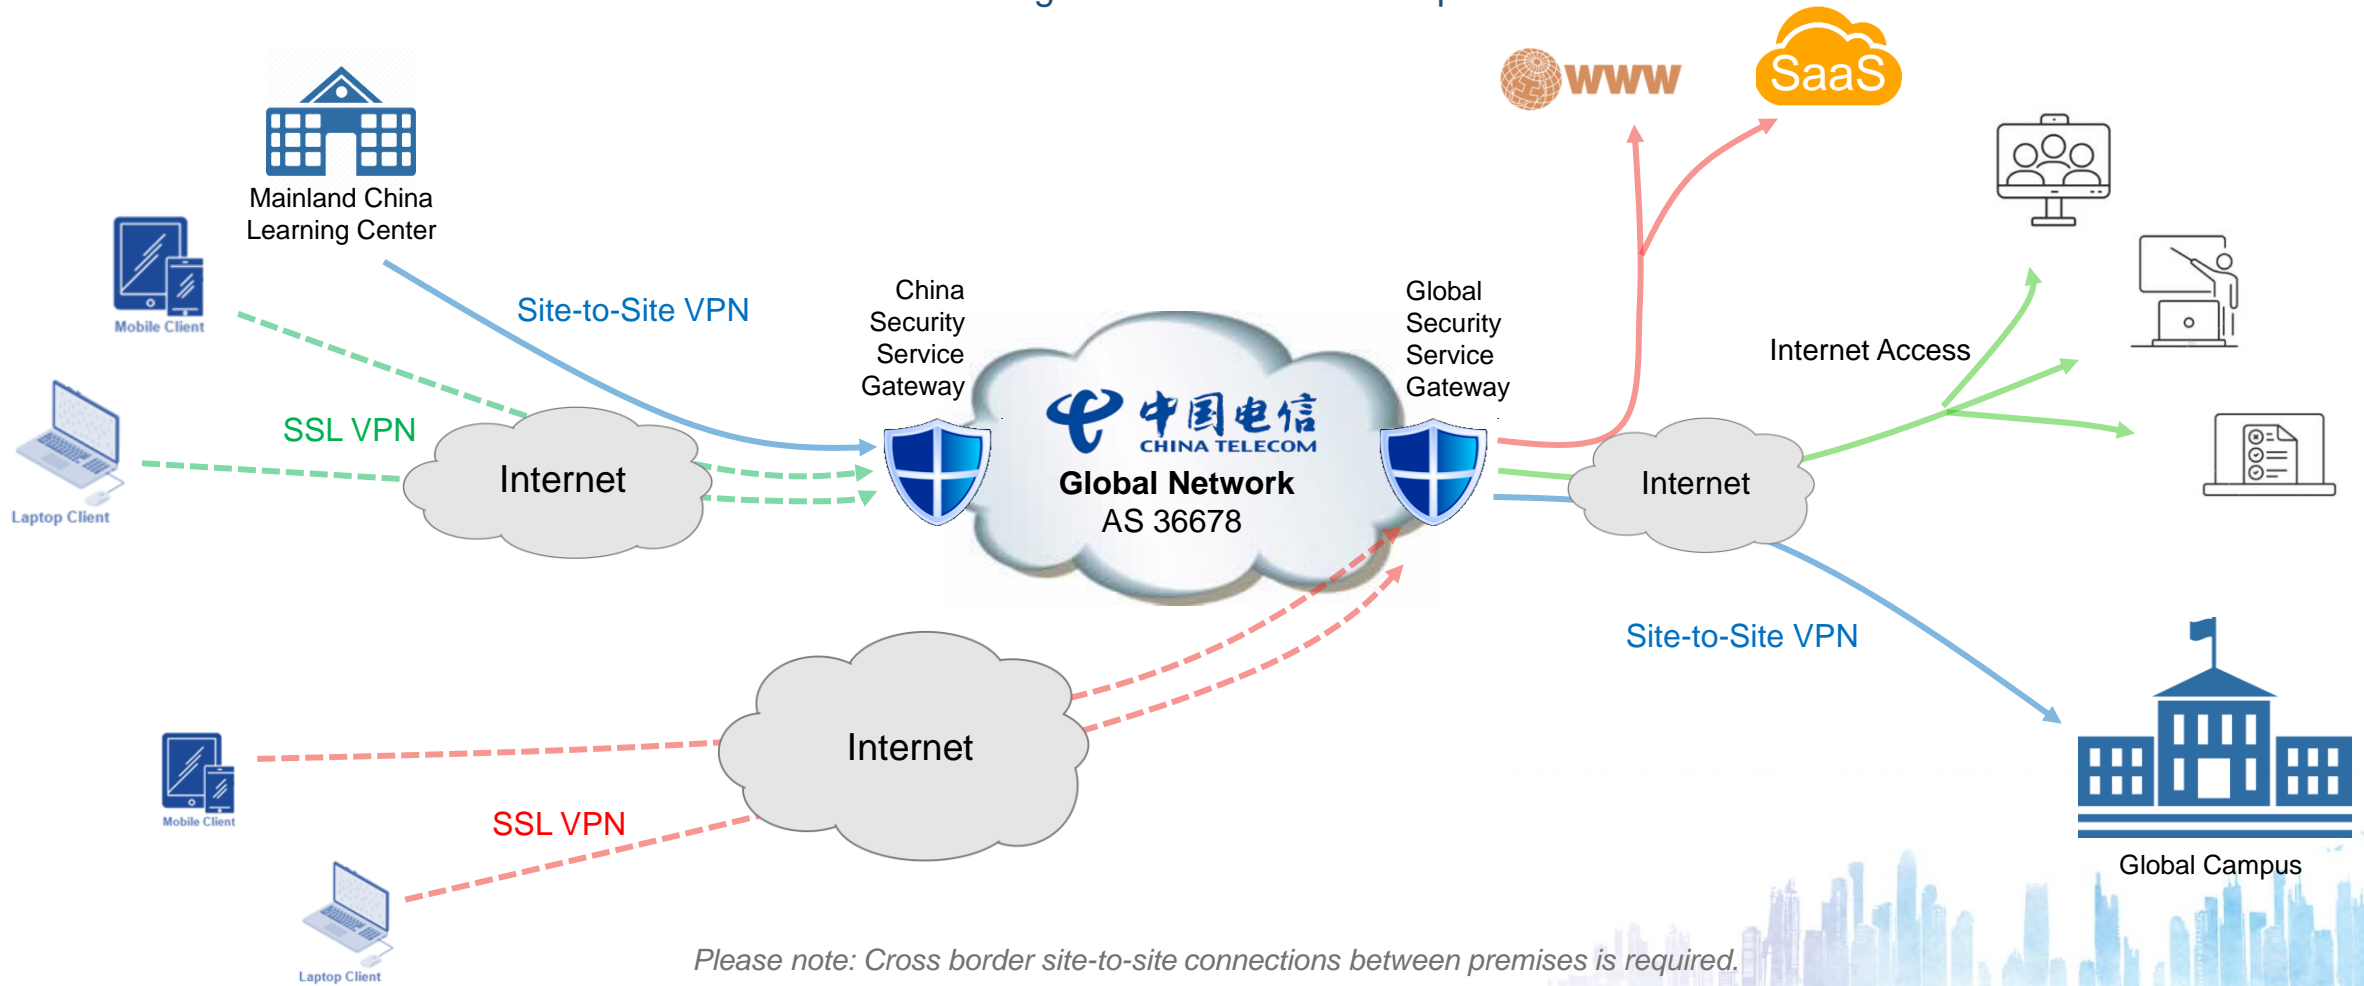 www
SaaS
Mainland China
Learning Center
Mobile Client
Site-to-Site VPN
China
Security
Service
Gateway
Global
Security
Service
Gateway
Internet Access
SSL VPN
Laptop Client
Internet
中国电信
CHINA TELECOM
Global Network
AS 36678
Internet
Site-to-Site VPN
Internet
Mobile Client
SSL VPN
Laptop Client
Global Campus
Please note: Cross border site-to-site connections between premises is required.